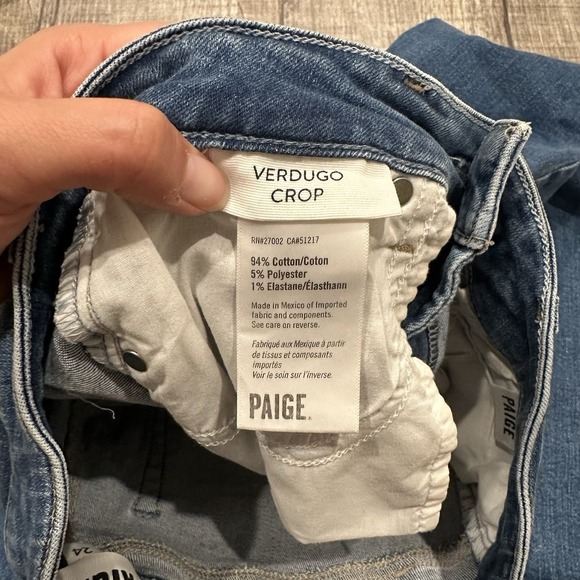 VERDUGO
CROP
RN#27002 CA#51217
94% Cotton/Coton
5% Polyester
1% Elastane/Élasthann
Made in Mexico of Imported
fabric and components.
See care on reverse.
Fabriqué aux Mexique à partir
de tissus et composants
importés
Voir le soin sur l'inverse.
PAIGE
PAIGE
24